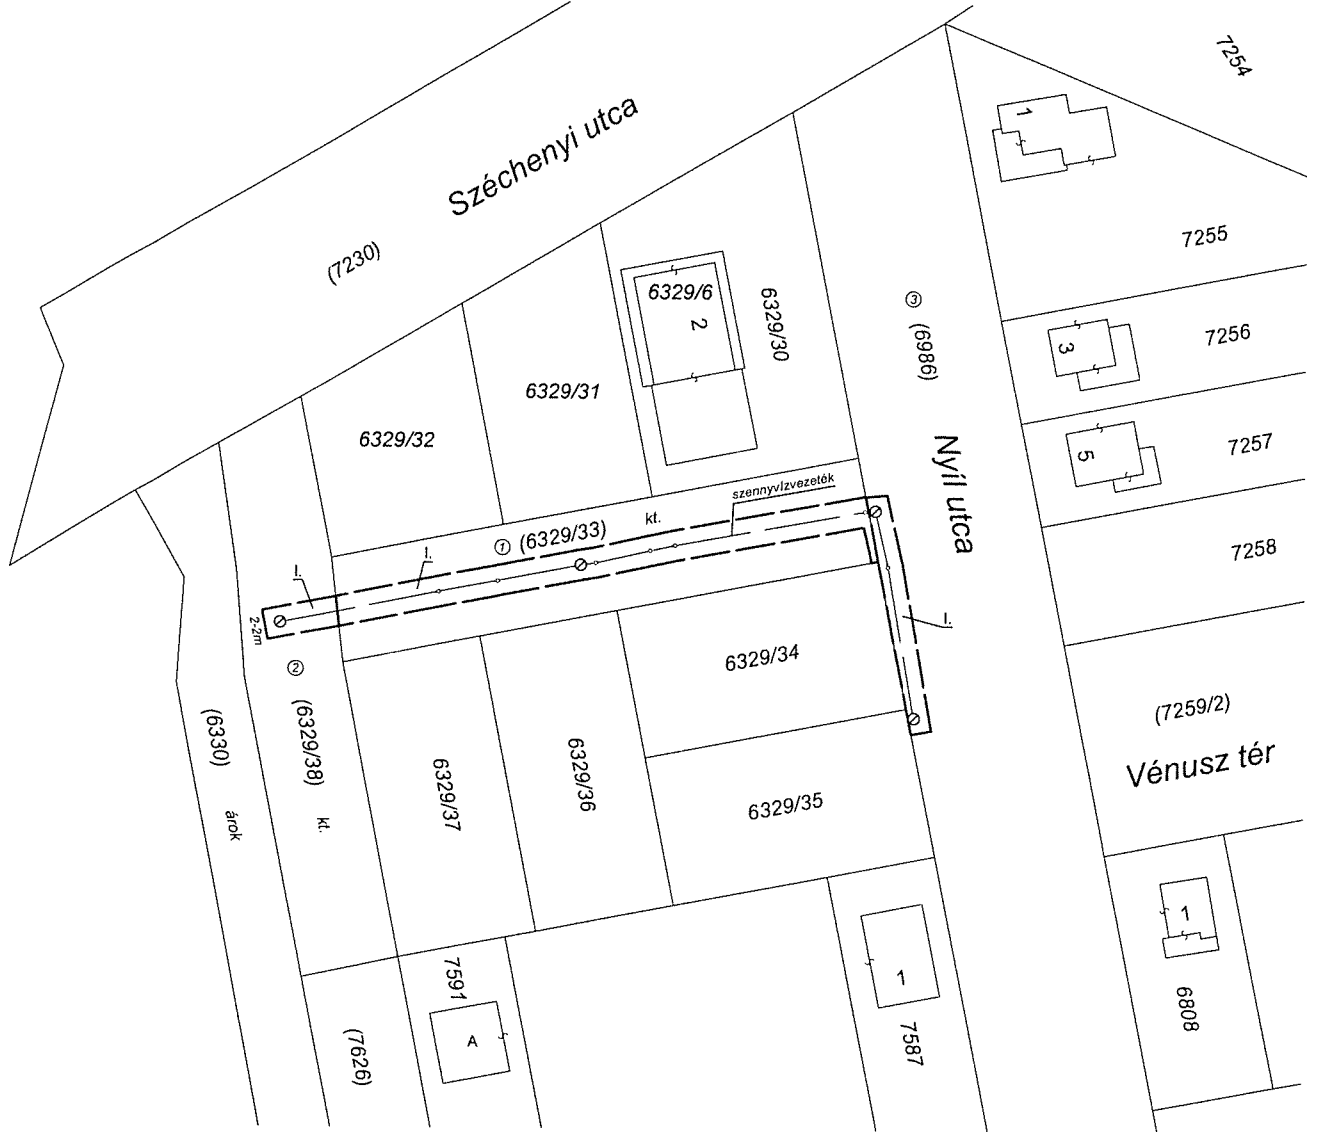 7254
1
Széchenyi utca
(7230)
7255
6329/6
2
6329/30
3
(6986)
3
7256
6329/31
6329/32
Nyíl utca
5
7257
szennyvízvezeték
kt.
1
(6329/33)
7258
I.
I.
2-2m
I.
2
6329/34
(7259/2)
Vénusz tér
(6330)
(6329/38)
6329/37
6329/36
6329/35
árok
kt.
1
7591
1
6808
A
(7626)
7587